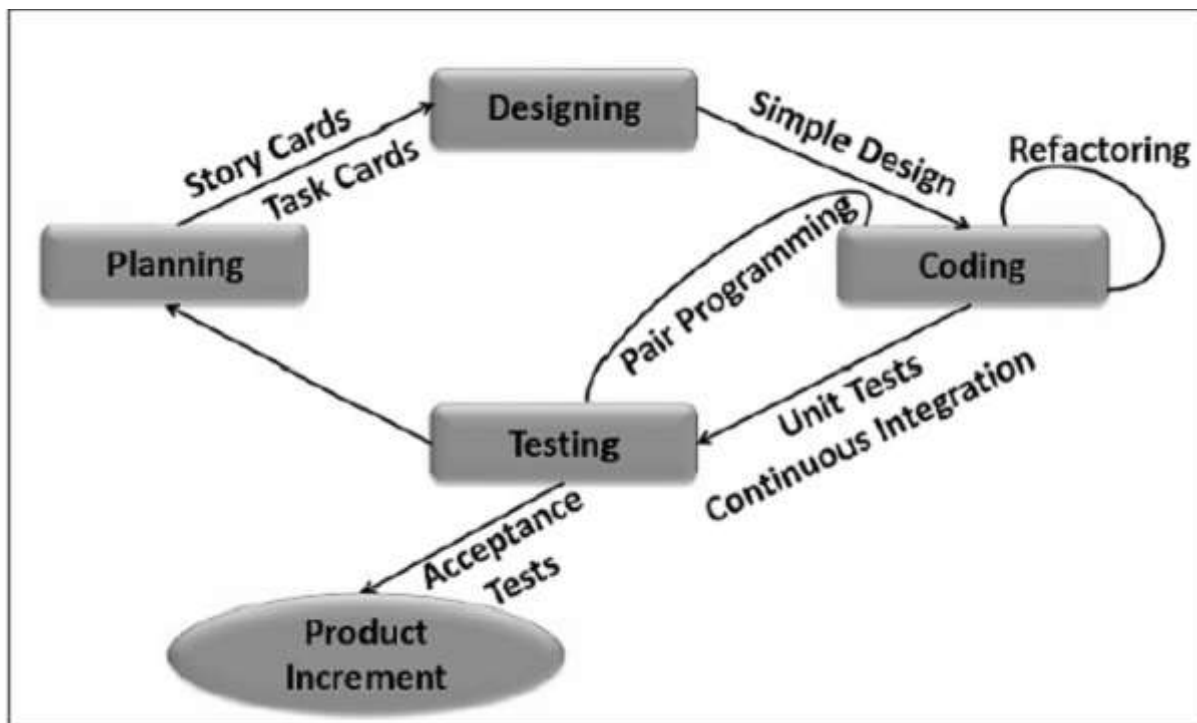 Designing
Story Cards
Task Cards
Simple Design
Refactoring
Planning
Pair Programming
Coding
Unit Tests
Continuous Integration
Testing
Acceptance
Tests
Product
Increment